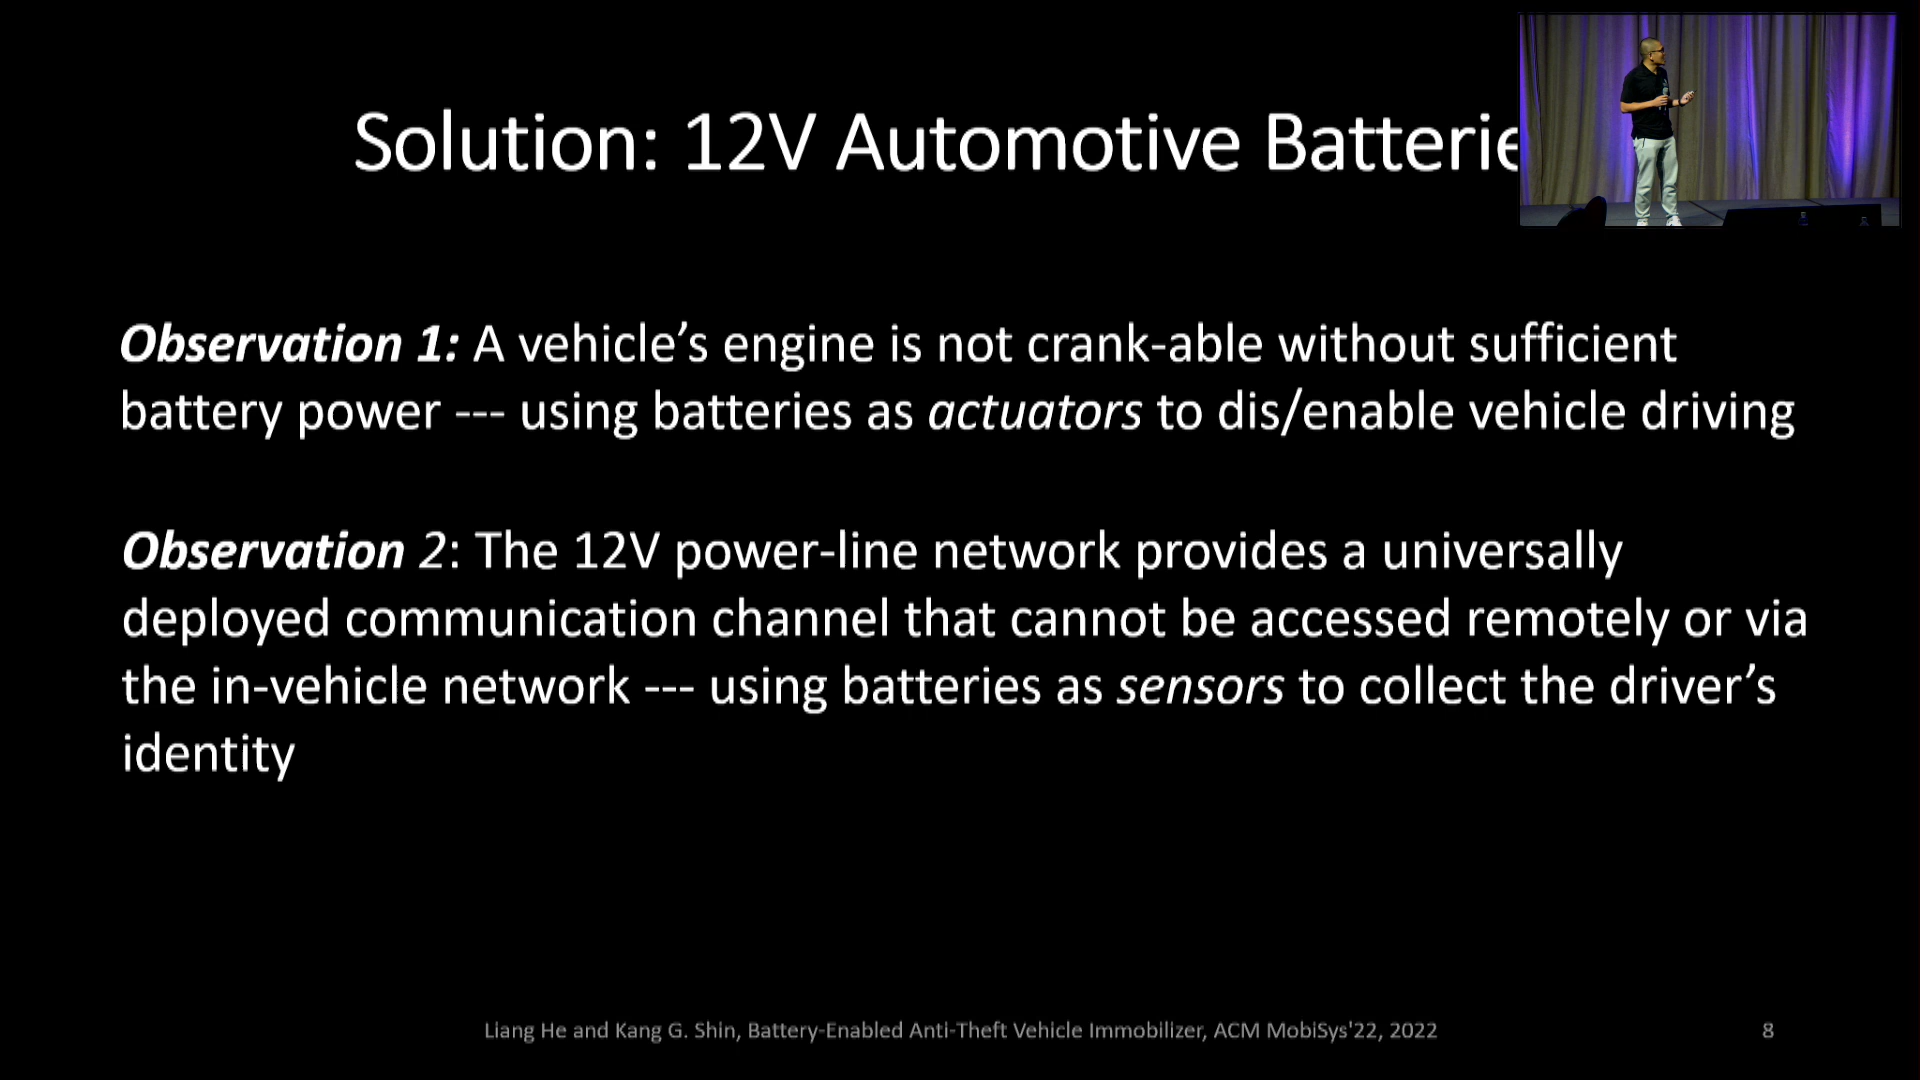 Solution: 12V Automotive
Observation 1: A vehicle’s engine is not crank-able without sufficient
battery power --- using batteries as actuators to dis/enable vehicle driving
Observation 2: The 12V power-line network provides a universally
deployed communication channel that cannot be accessed remotely or via
the in-vehicle network --- using batteries as sensors to collect the driver’s
identity
Liang He and Kang G. Shin, Battery-Enabled Anti-Theft Vehicle Immobilizer, ACM MobiSys'22, 2022
8